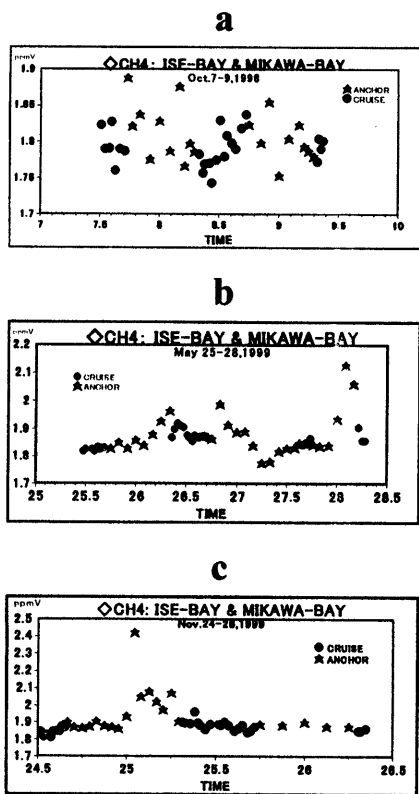 a
ppmv
◇CH4: ISE-BAY & MIKAWA-BAY
Oct.7-9,1998
1.9
ANCHOR
CRUISE
1.8
1.7
7
7.5
8
8.5
9
9.5
10
TIME
b
ppmV
◇CH4: ISE-BAY & MIKAWA-BAY
May 25-28,1999
2.2
2.1
2
1.9
1.8
1.7
CRUISE
ANCHOR
25
25.5
26
26.5
27
27.5
28
28.5
TIME
c
ppmV
◇CH4: ISE-BAY & MIKAWA-BAY
Nov.24-26,1999
2.5
2.4
2.3
2.2
2.1
2
1.9
1.8
1.7
CRUISE
ANCHOR
24.5
25
25.5
26
26.5
TIME